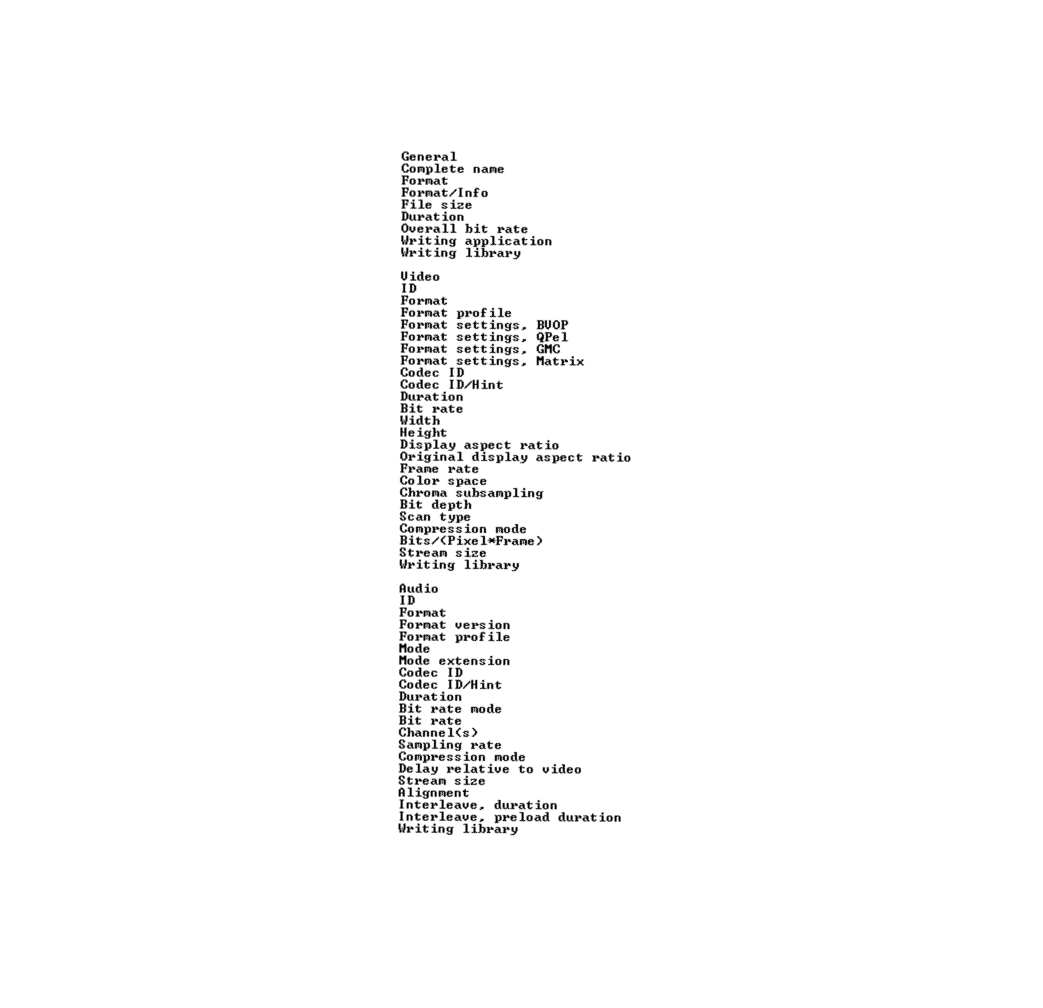 General
Complete name
Format
Format/Info
File size
Duration
Overall bit rate
Writing application
Writing library

Video
ID
Format
Format profile
Format settings, BVOP
Format settings, QPel
Format settings, GMC
Format settings, Matrix
Codec ID
Codec ID/Hint
Duration
Bit rate
Width
Height
Display aspect ratio
Original display aspect ratio
Frame rate
Color space
Chroma subsampling
Bit depth
Scan type
Compression mode
Bits/(Pixel*Frame)
Stream size
Writing library

Audio
ID
Format
Format version
Format profile
Mode
Mode extension
Codec ID
Codec ID/Hint
Duration
Bit rate mode
Bit rate
Channel(s)
Sampling rate
Compression mode
Delay relative to video
Stream size
Alignment
Interleave, duration
Interleave, preload duration
Writing library